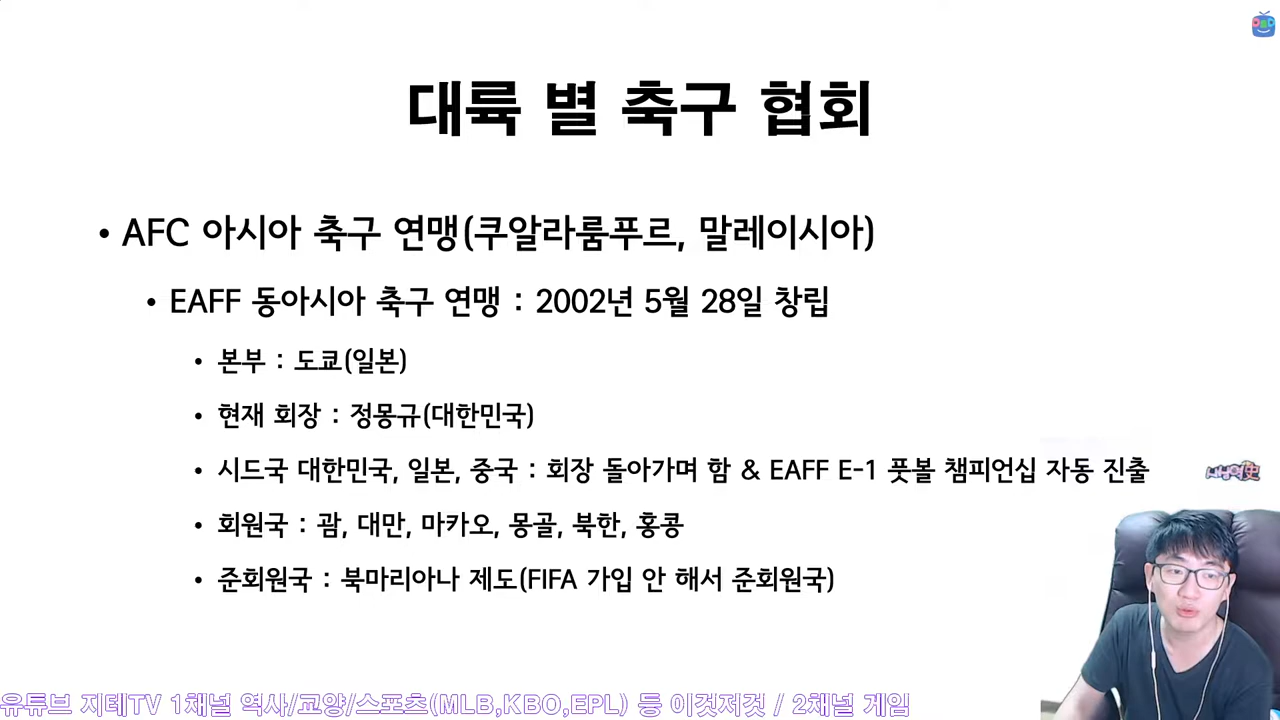 대륙 별 축구 협회
• AFC 아시아 축구 연맹(쿠알라룸푸르, 말레이시아)
• EAFF 동아시아 축구 연맹 : 2002년 5월 28일 창립
• 본부 : 도쿄(일본)
• 현재 회장 : 정몽규(대한민국)
• 시드국 대한민국, 일본, 중국 : 회장 돌아가며 함 & EAFF E-1 풋볼 챔피언십 자동 진출
• 회원국 : 괌, 대만, 마카오, 몽골, 북한, 홍콩
• 준회원국 : 북마리아나 제도(FIFA 가입 안 해서 준회원국)
유튜브 지테TV 1채널 역사/교양/스포츠(MLB,KBO,EPL) 등 이것저것 / 2채널 게임